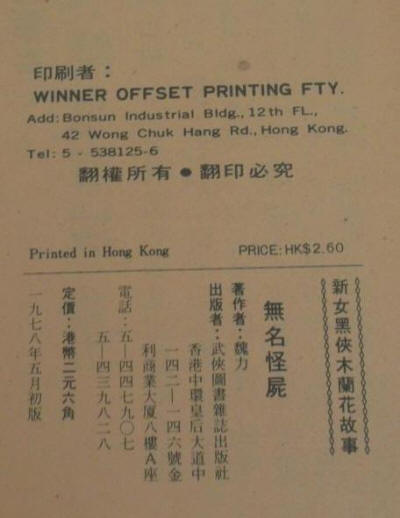 印刷者：
WINNER OFFSET PRINTING FTY.
Add: Bonsun Industrial Bldg., 12th FL.,
42 Wong Chuk Hang Rd., Hong Kong.
Tel: 5 - 538125-6
翻權所有●翻印必究
Printed in Hong Kong
PRICE: HK$2.60
新女黑俠木蘭花故事
無名怪屍
著作者：魏力
出版者：武俠圖書雜誌出版社
香港中環皇后大道中
一四二—一四六號金
利商業大厦八樓A座
電話：五—四四七九〇七
五—四三九八二八
定價：港幣二元六角
一九七八年五月初版